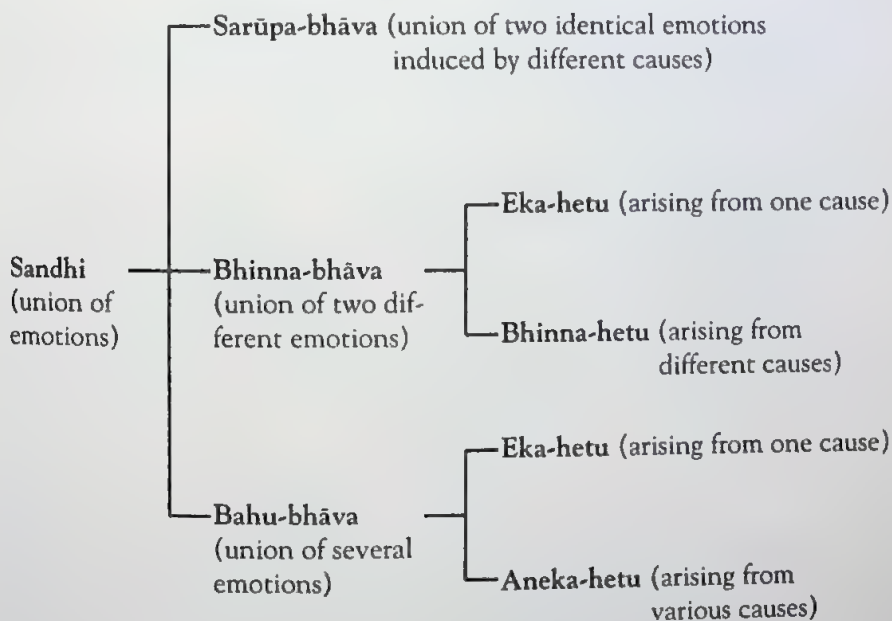 Sarūpa-bhāva (union of two identical emotions
induced by different causes)
Eka-hetu (arising from one cause)
Sandhi
(union of
emotions)
Bhinna-bhāva
(union of two dif-
ferent emotions)
Bhinna-hetu (arising from
different causes)
Eka-hetu (arising from one cause)
Bahu-bhāva
(union of several
emotions)
Aneka-hetu (arising from
various causes)